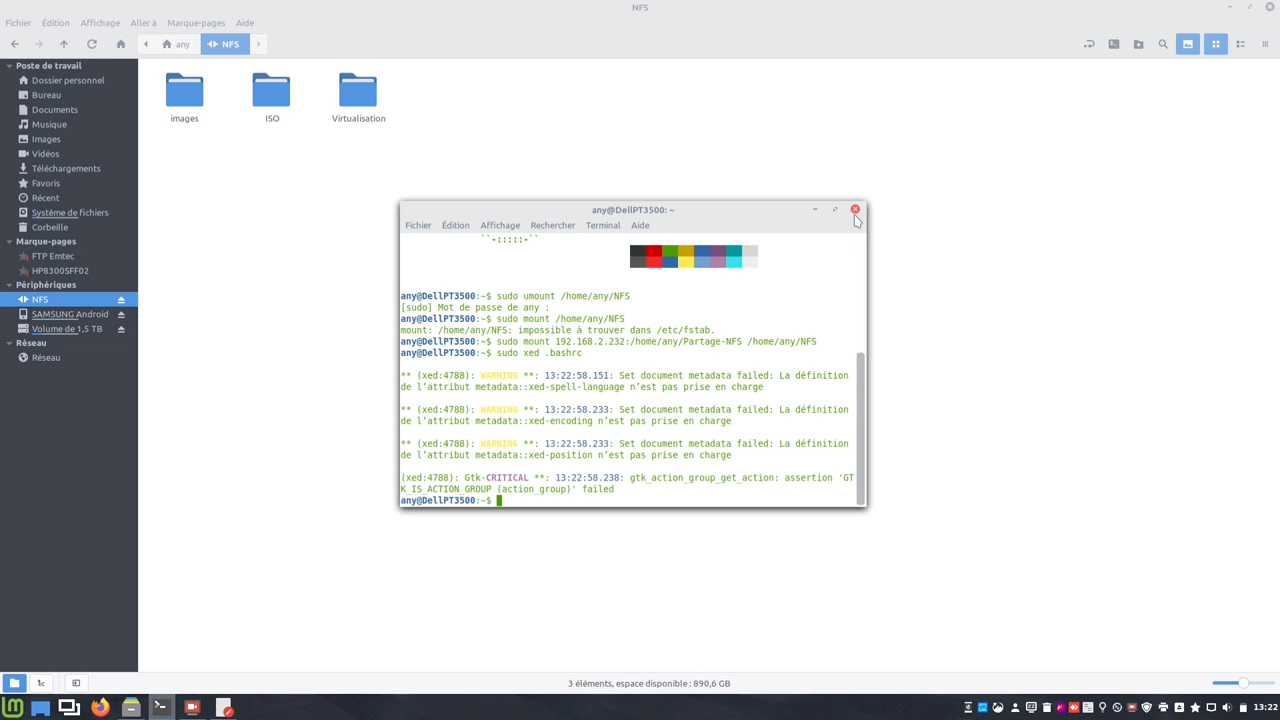 NFS
Fichier Édition Affichage Aller à Marque-pages Aide
any NFS
Poste de travail
Dossier personnel
Bureau
Documents
Musique
Images
Vidéos
Téléchargements
Favoris
Récent
Système de fichiers
Corbeille
Marque-pages
FTP Emtec
HP8300SFF02
Périphériques
NFS
SAMSUNG Android
Volume de 1,5 TB
Réseau
Réseau
images ISO Virtualisation
any@DellPT3500: ~
Fichier Édition Affichage Rechercher Terminal Aide
``-:::::-``
any@DellPT3500:~$ sudo umount /home/any/NFS
[sudo] Mot de passe de any :
any@DellPT3500:~$ sudo mount /home/any/NFS
mount: /home/any/NFS: impossible à trouver dans /etc/fstab.
any@DellPT3500:~$ sudo mount 192.168.2.232:/home/any/Partage-NFS /home/any/NFS
any@DellPT3500:~$ sudo xed .bashrc
** (xed:4788): WARNING **: 13:22:58.151: Set document metadata failed: La définition
de l’attribut metadata::xed-spell-language n’est pas prise en charge
** (xed:4788): WARNING **: 13:22:58.233: Set document metadata failed: La définition
de l’attribut metadata::xed-encoding n’est pas prise en charge
** (xed:4788): WARNING **: 13:22:58.233: Set document metadata failed: La définition
de l’attribut metadata::xed-position n’est pas prise en charge
(xed:4788): Gtk-CRITICAL **: 13:22:58.238: gtk_action_group_get_action: assertion 'GT
K_IS_ACTION_GROUP (action_group)' failed
any@DellPT3500:~$
3 éléments, espace disponible : 890,6 GB
13:22